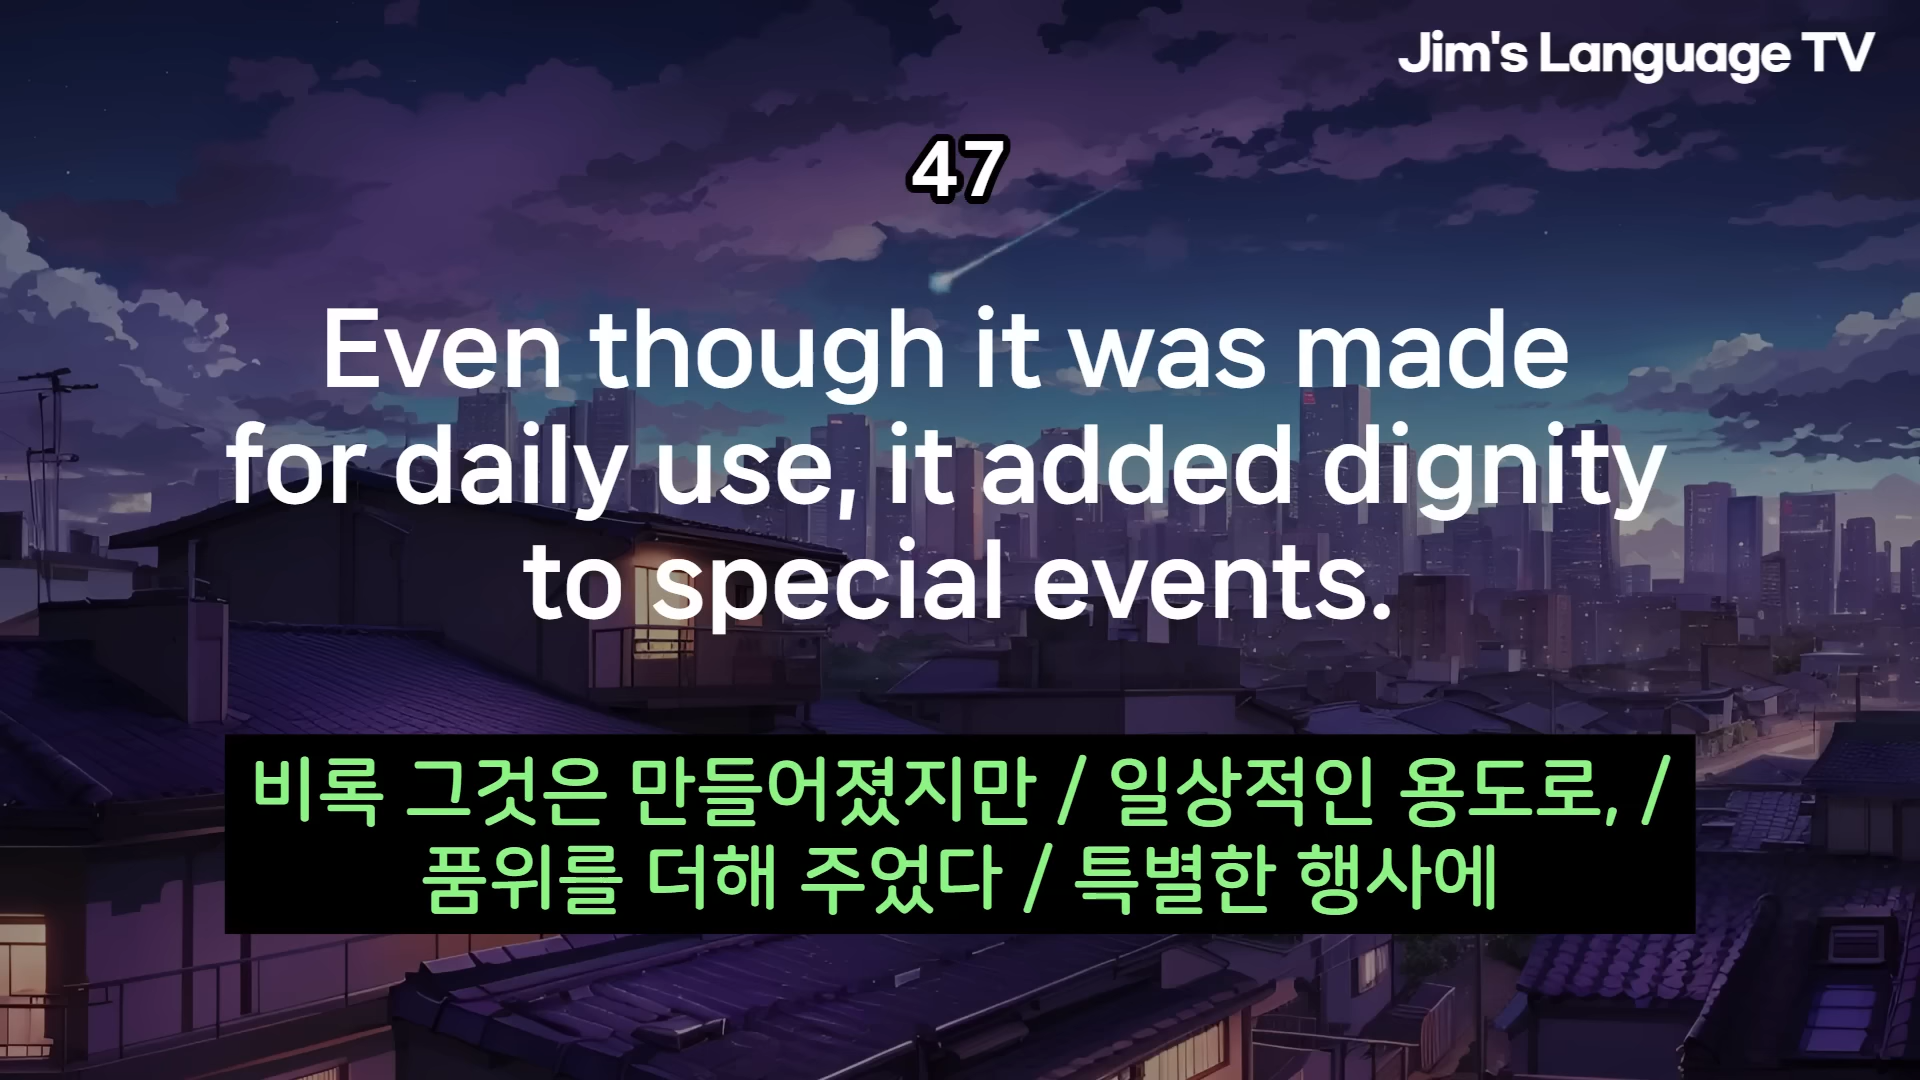 Jim's Language TV
47
Even though it was made
for daily use, it added dignity
to special events.
비록 그것은 만들어졌지만 / 일상적인 용도로, /
품위를 더해 주었다 / 특별한 행사에